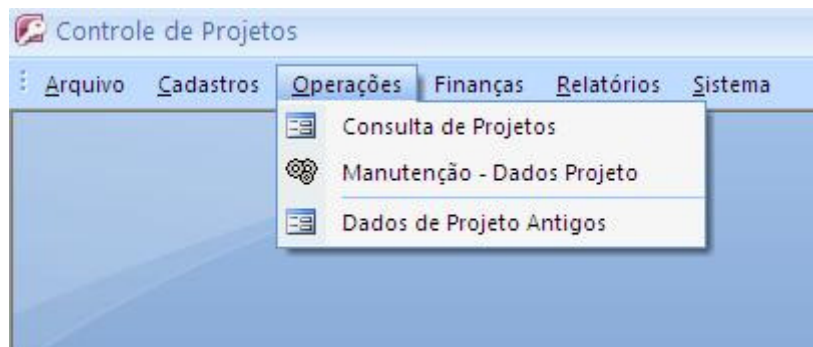 Controle de Projetos
Arquivo Cadastros Operações Finanças Relatórios Sistema
Consulta de Projetos
Manutenção - Dados Projeto
Dados de Projeto Antigos